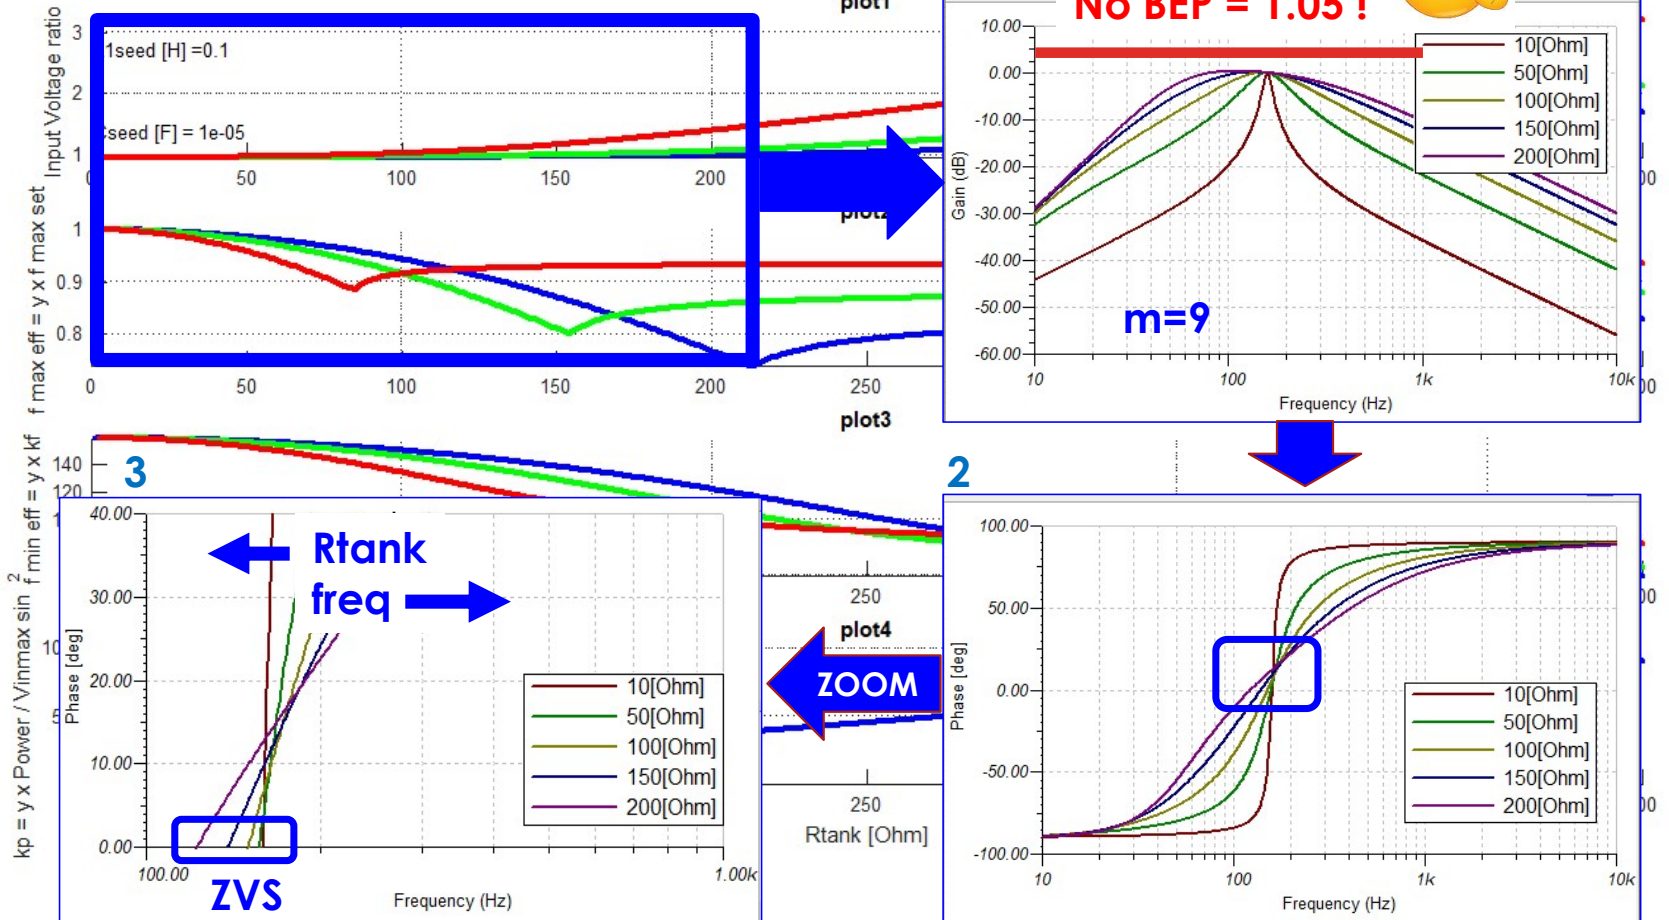 plot1
Input Voltage ratio
3
2
1
1seed [H] =0.1
seed [F] = 1e-05
0
50
100
150
200
plot2
f max eff = y x f max set
1
0.9
0.8
0
50
100
150
200
250
plot3
f min eff = y x kf
140
120
3
250
plot4
kp = y x Power / Vinmax sin 2
10
5
250
Rtank [Ohm]
No BEP = 1.05 !
Gain (dB)
10.00
0.00
-10.00
-20.00
-30.00
-40.00
-50.00
-60.00
10[Ohm]
50[Ohm]
100[Ohm]
150[Ohm]
200[Ohm]
m=9
10
100
1k
10k
Frequency (Hz)
2
Phase [deg]
100.00
50.00
0.00
-50.00
-100.00
10[Ohm]
50[Ohm]
100[Ohm]
150[Ohm]
200[Ohm]
10
100
1k
10k
Frequency (Hz)
ZOOM
Phase [deg]
40.00
30.00
20.00
10.00
0.00
Rtank
freq
10[Ohm]
50[Ohm]
100[Ohm]
150[Ohm]
200[Ohm]
100.00
1.00k
ZVS
Frequency (Hz)